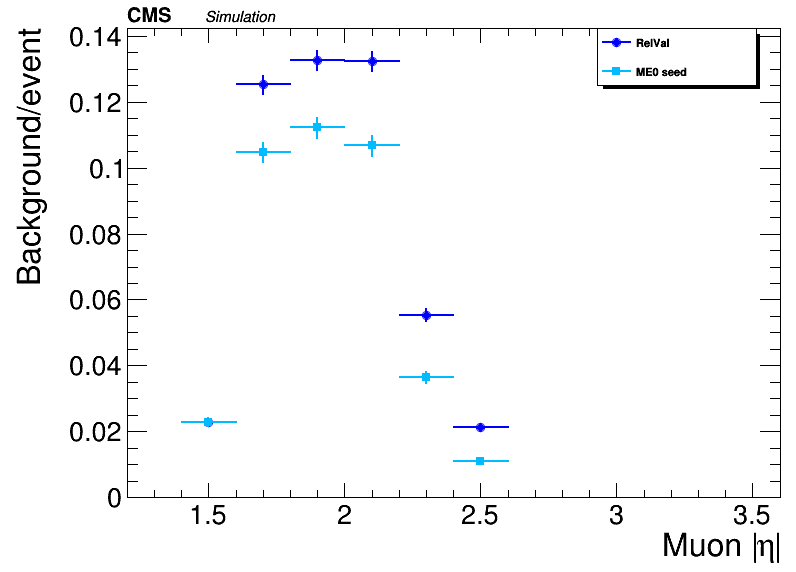 CMS Simulation
0.14
0.12
0.1
0.08
0.06
0.04
0.02
0
Background/event
RelVal
ME0 seed
1.5 2 2.5 3 3.5
Muon |η|